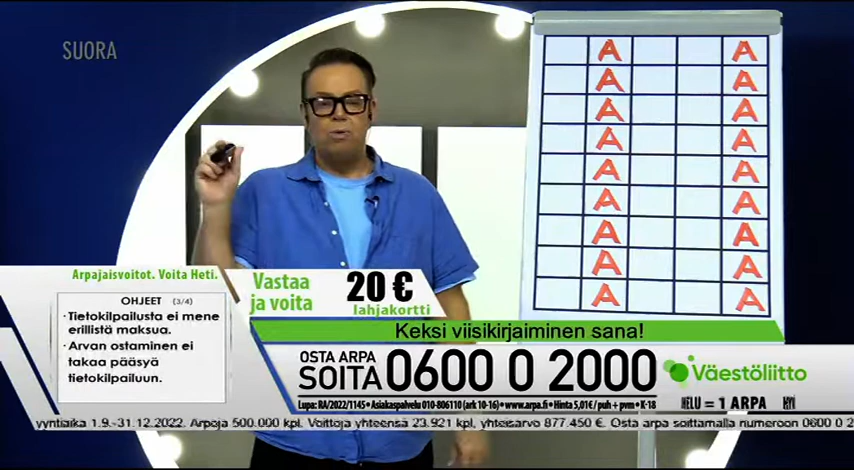 SUORA
A A
A A
A A
A A
A A
A A
A A
A A
A A
Arpajaisvoitot. Voita Heti.
OHJEET (3/4)
· Tietokilpailusta ei mene
erillistä maksua.
· Arvan ostaminen ei
takaa pääsyä
tietokilpailuun.
Vastaa
ja voita
20 €
lahjakortti
Keksi viisikirjaiminen sana!
OSTA ARPA
SOITA 0600 0 2000
Väestöliitto
Lupa: RA/2022/1145 • Asiakaspalvelu 010-806110 (ark 10-16) • www.arpa.fi • Hinta 5,01€ / puh + pvm • K-18
= 1 ARPA
yyntiaika 1.9.-31.12.2022. Arpoja 500.000 kpl. Voittoja yhteensä 23.921 kpl, yhteisarvo 877.450 €. Osta arpa soittamalla numeroon 0600 0 2